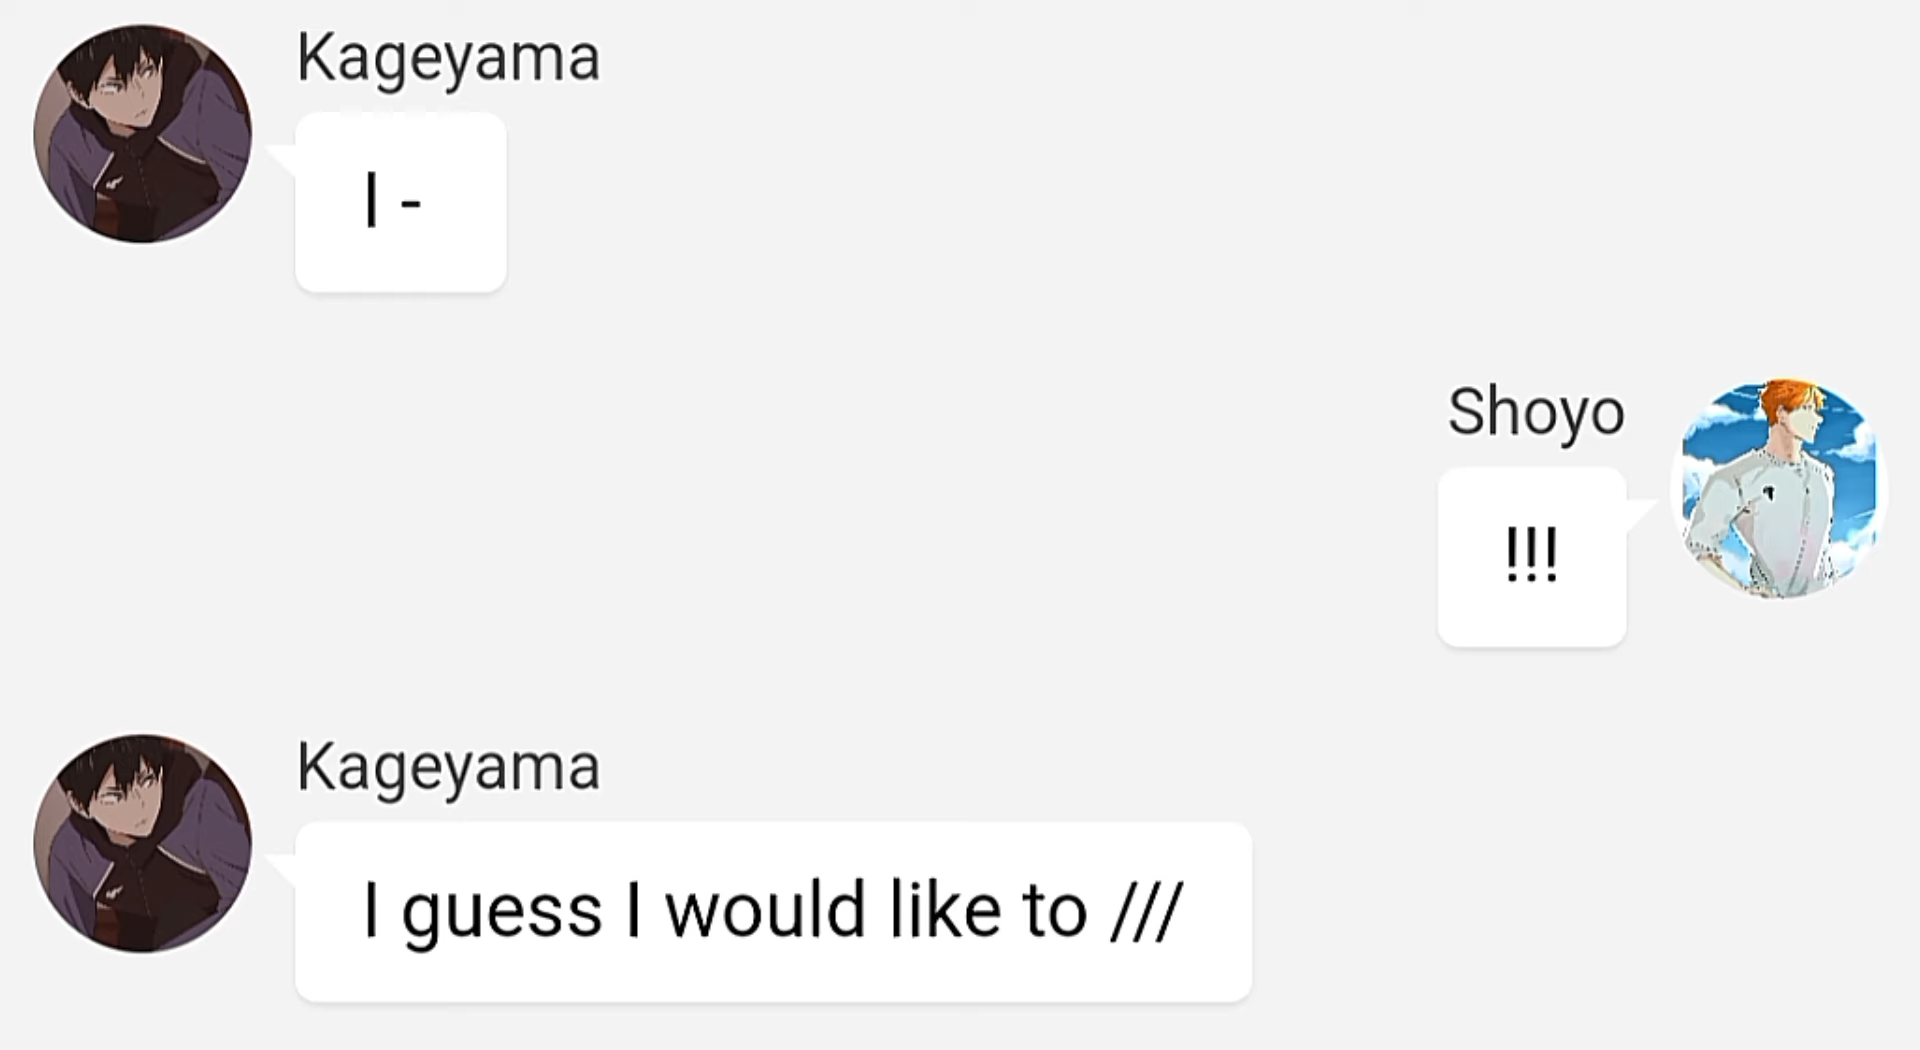 Kageyama
I -
Shoyo
!!!
Kageyama
I guess I would like to ///